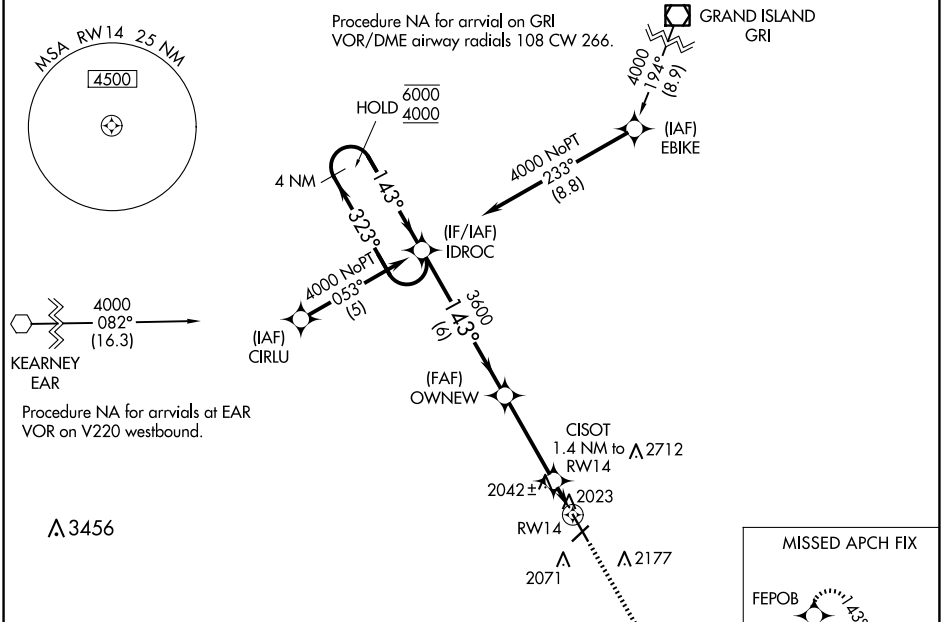 MSA RW14 25 NM
4500
Procedure NA for arrvial on GRI
VOR/DME airway radials 108 CW 266.
GRAND ISLAND
GRI
4000
194°
(8.9)
(IAF)
EBIKE
4000 NoPT
233°
(8.8)
HOLD 6000
4000
4 NM
143°
323°
(IF/IAF)
IDROC
4000 NoPT
053°
(5)
(IAF)
CIRLU
3600
143°
(6)
4000
082°
(16.3)
KEARNEY
EAR
Procedure NA for arrvials at EAR
VOR on V220 westbound.
(FAF)
OWNEW
CISOT
1.4 NM to
RW14
2712
2042±
2023
RW14
3456
2071
2177
MISSED APCH FIX
FEPOB
143°